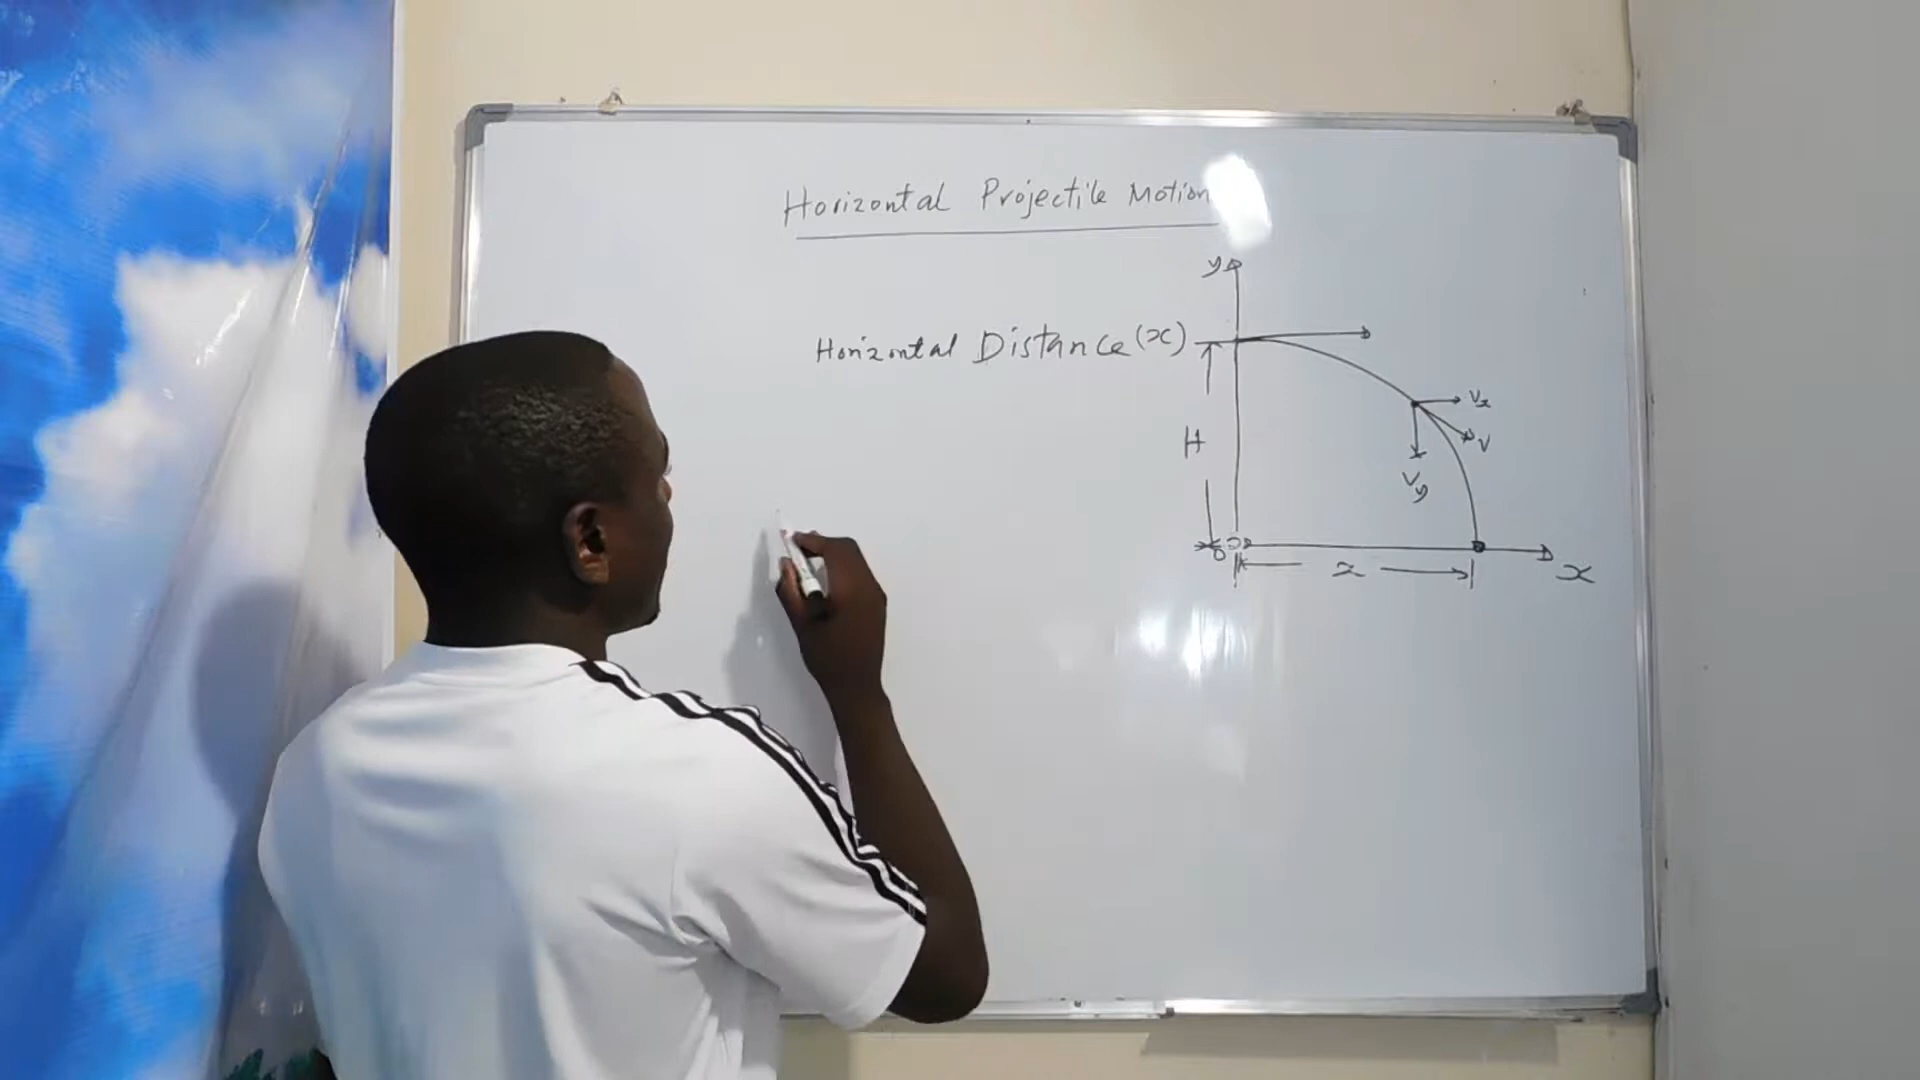 Horizontal Projectile Motion
y
Horizontal Distance (x)
Vx
H
V
Vy
O
x
x